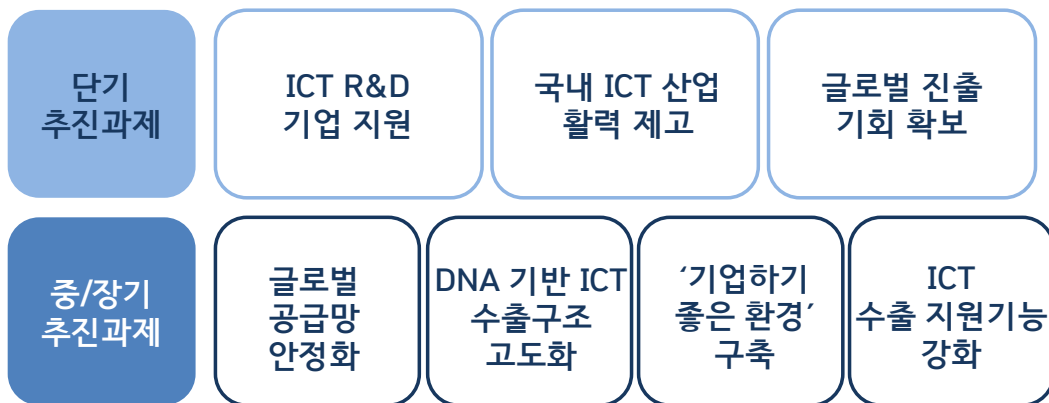 단기
추진과제
ICT R&D
기업 지원
국내 ICT 산업
활력 제고
글로벌 진출
기회 확보
중/장기
추진과제
글로벌
공급망
안정화
DNA 기반 ICT
수출구조
고도화
‘기업하기
좋은 환경’
구축
ICT
수출 지원기능
강화